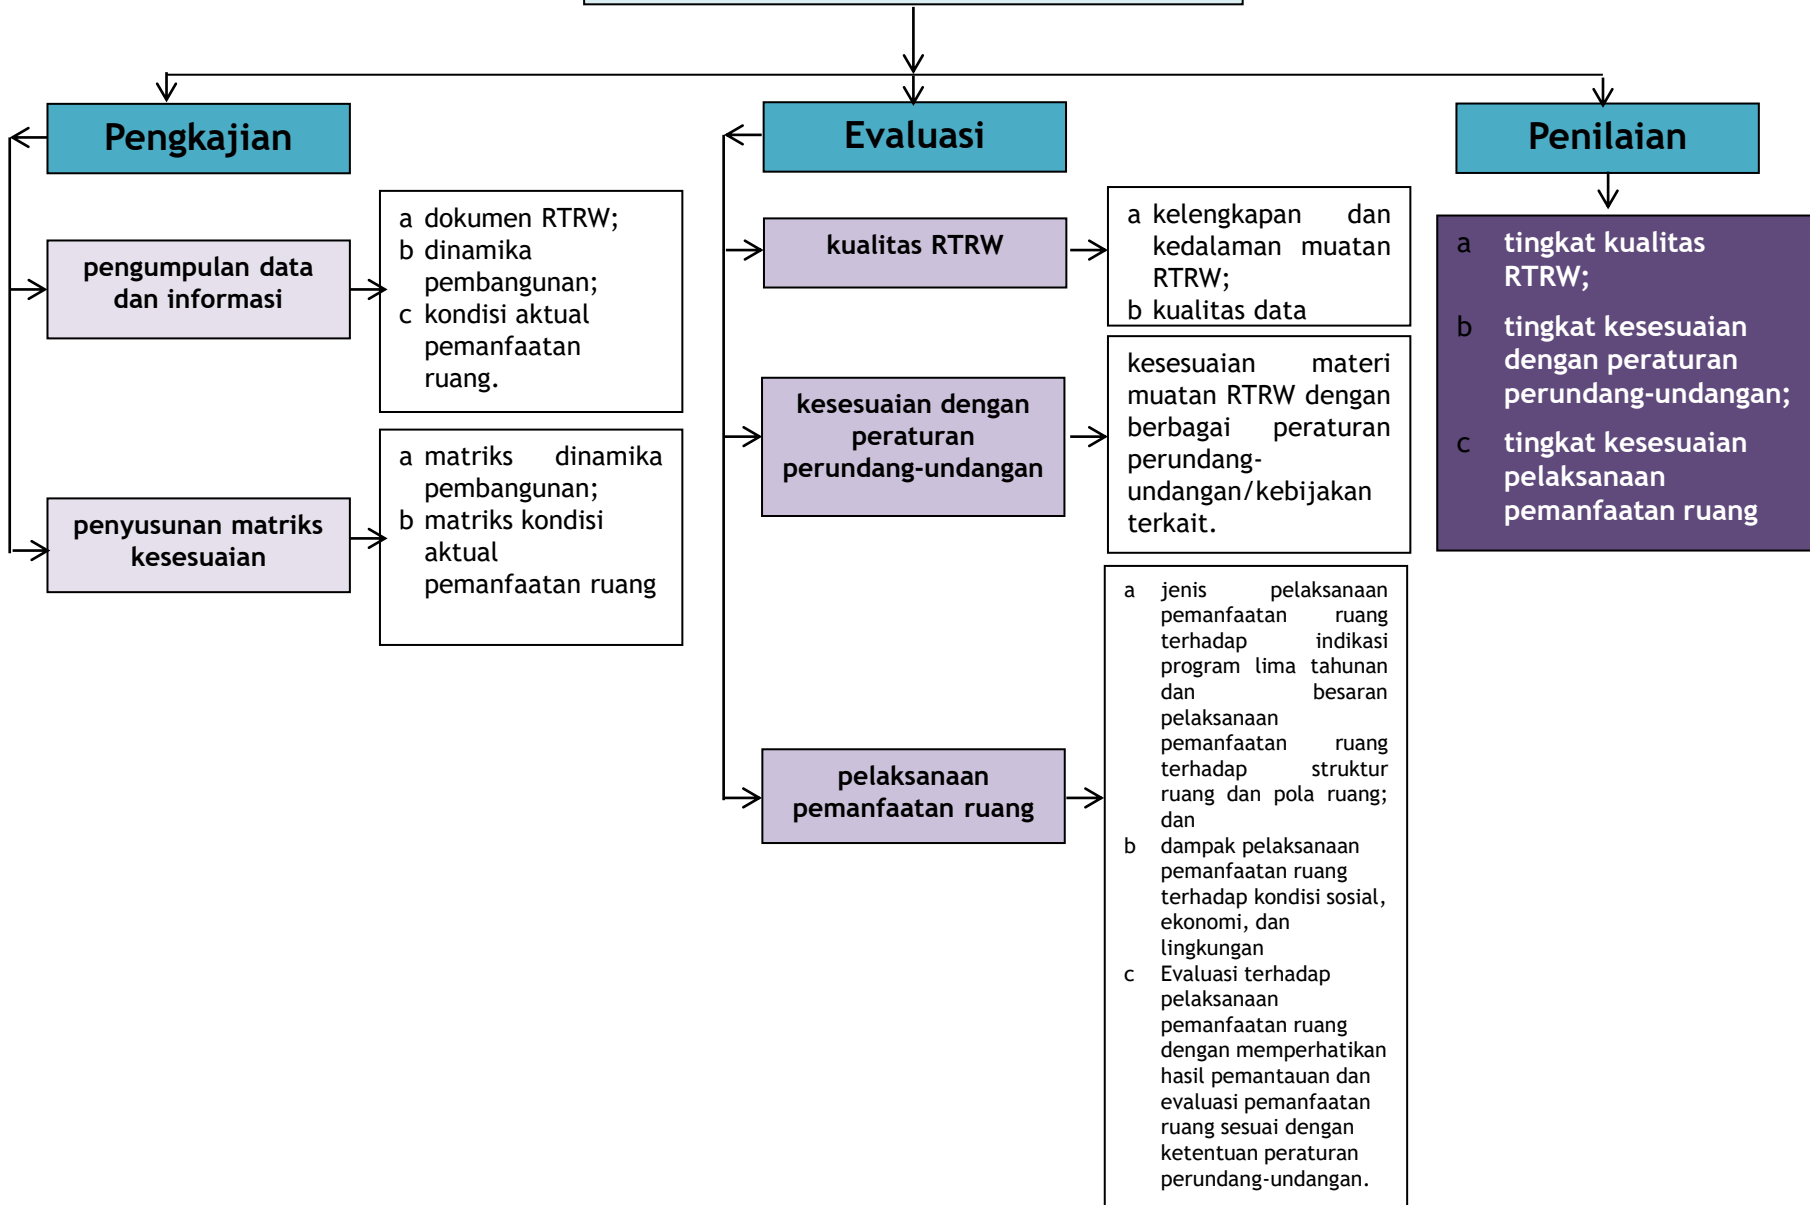 Pengkajian
pengumpulan data
dan informasi
a dokumen RTRW;
b dinamika
pembangunan;
c kondisi aktual
pemanfaatan
ruang.
penyusunan matriks
kesesuaian
a matriks dinamika
pembangunan;
b matriks kondisi
aktual
pemanfaatan ruang
Evaluasi
kualitas RTRW
a kelengkapan dan
kedalaman muatan
RTRW;
b kualitas data
kesesuaian dengan
peraturan
perundang-undangan
kesesuaian materi
muatan RTRW dengan
berbagai peraturan
perundang-
undangan/kebijakan
terkait.
pelaksanaan
pemanfaatan ruang
a jenis pelaksanaan
pemanfaatan ruang
terhadap indikasi
program lima tahunan
dan besaran
pelaksanaan
pemanfaatan ruang
terhadap struktur
ruang dan pola ruang;
dan
b dampak pelaksanaan
pemanfaatan ruang
terhadap kondisi sosial,
ekonomi, dan
lingkungan
c Evaluasi terhadap
pelaksanaan
pemanfaatan ruang
dengan memperhatikan
hasil pemantauan dan
evaluasi pemanfaatan
ruang sesuai dengan
ketentuan peraturan
perundang-undangan.
Penilaian
a tingkat kualitas
RTRW;
b tingkat kesesuaian
dengan peraturan
perundang-undangan;
c tingkat kesesuaian
pelaksanaan
pemanfaatan ruang